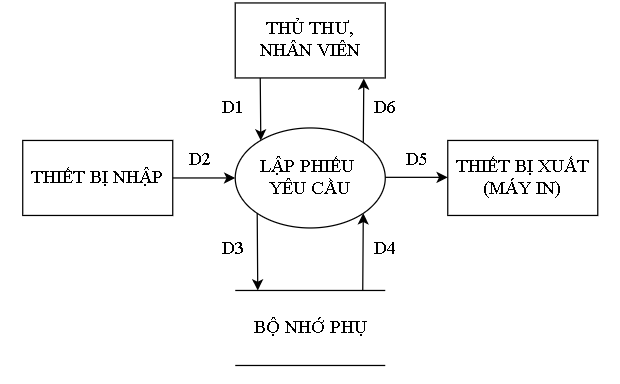 THỦ THƯ,
NHÂN VIÊN
D1
D6
THIẾT BỊ NHẬP
D2
LẬP PHIẾU
YÊU CẦU
D5
THIẾT BỊ XUẤT
(MÁY IN)
D3
D4
BỘ NHỚ PHỤ